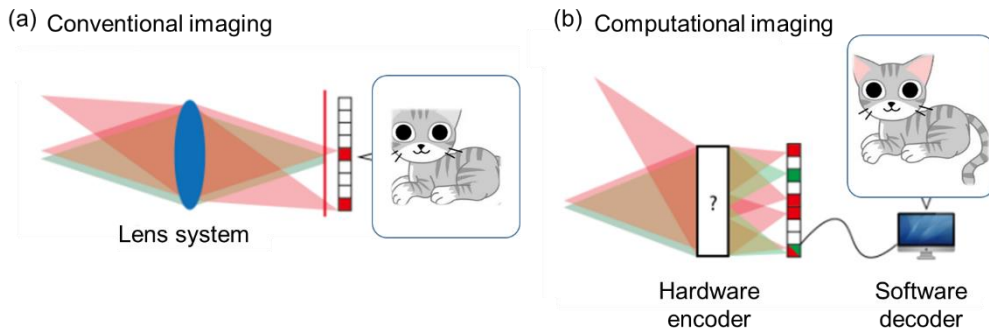 (a) Conventional imaging
Lens system
(b) Computational imaging
?
Hardware
encoder
Software
decoder